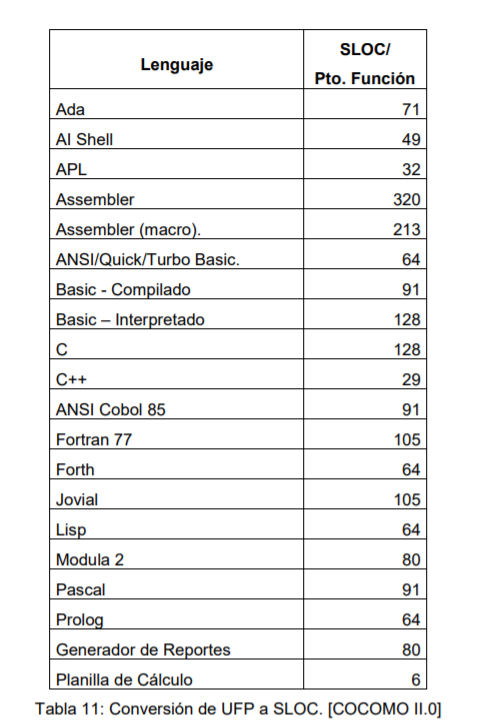 Lenguaje SLOC/
Pto. Función
Ada 71
AI Shell 49
APL 32
Assembler 320
Assembler (macro). 213
ANSI/Quick/Turbo Basic. 64
Basic - Compilado 91
Basic – Interpretado 128
C 128
C++ 29
ANSI Cobol 85 91
Fortran 77 105
Forth 64
Jovial 105
Lisp 64
Modula 2 80
Pascal 91
Prolog 64
Generador de Reportes 80
Planilla de Cálculo 6
Tabla 11: Conversión de UFP a SLOC. [COCOMO II.0]